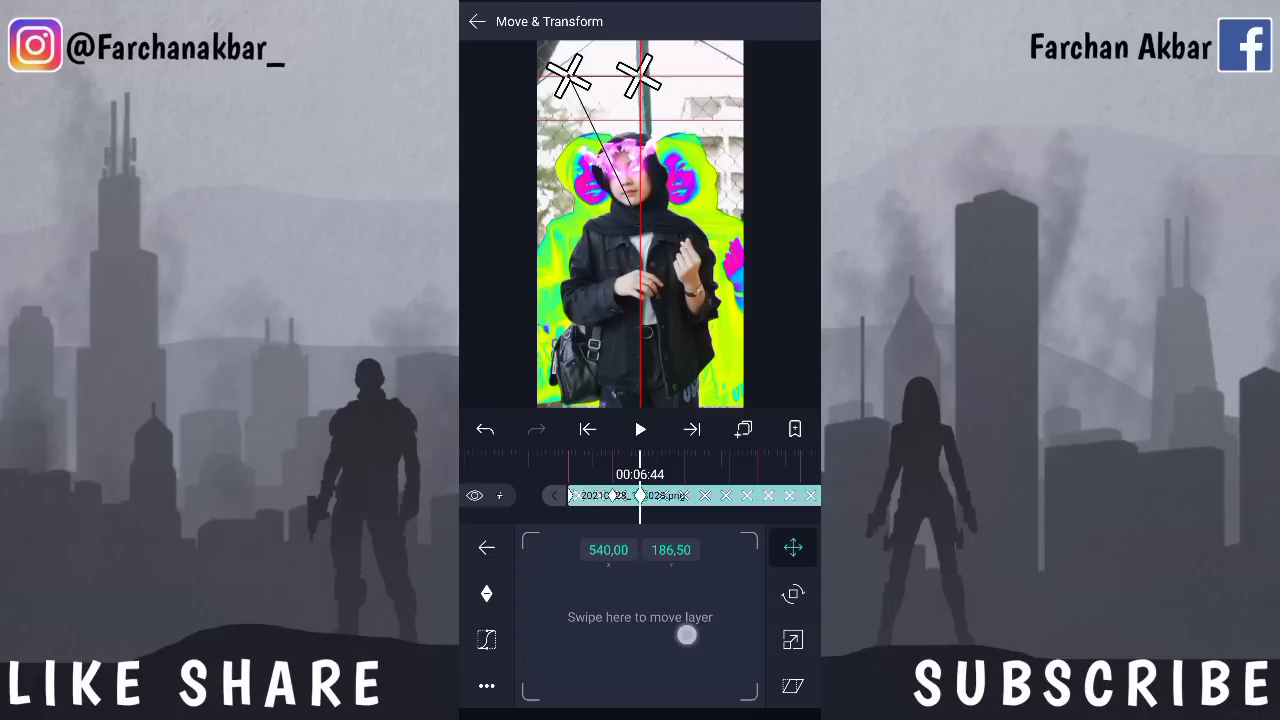 @Farchanakbar_
Farchan Akbar
Move & Transform
00:06:44
540,00
186,50
X
Y
Swipe here to move layer
LIKE SHARE
SUBSCRIBE